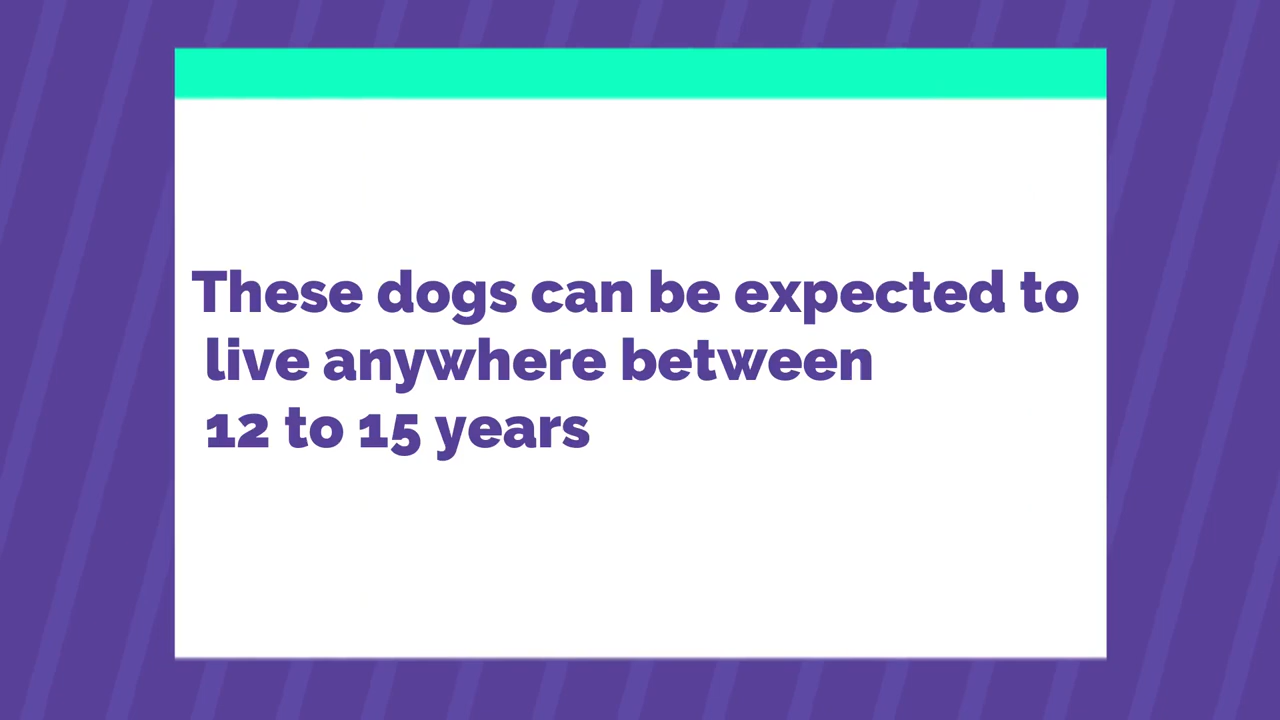 These dogs can be expected to
live anywhere between
12 to 15 years